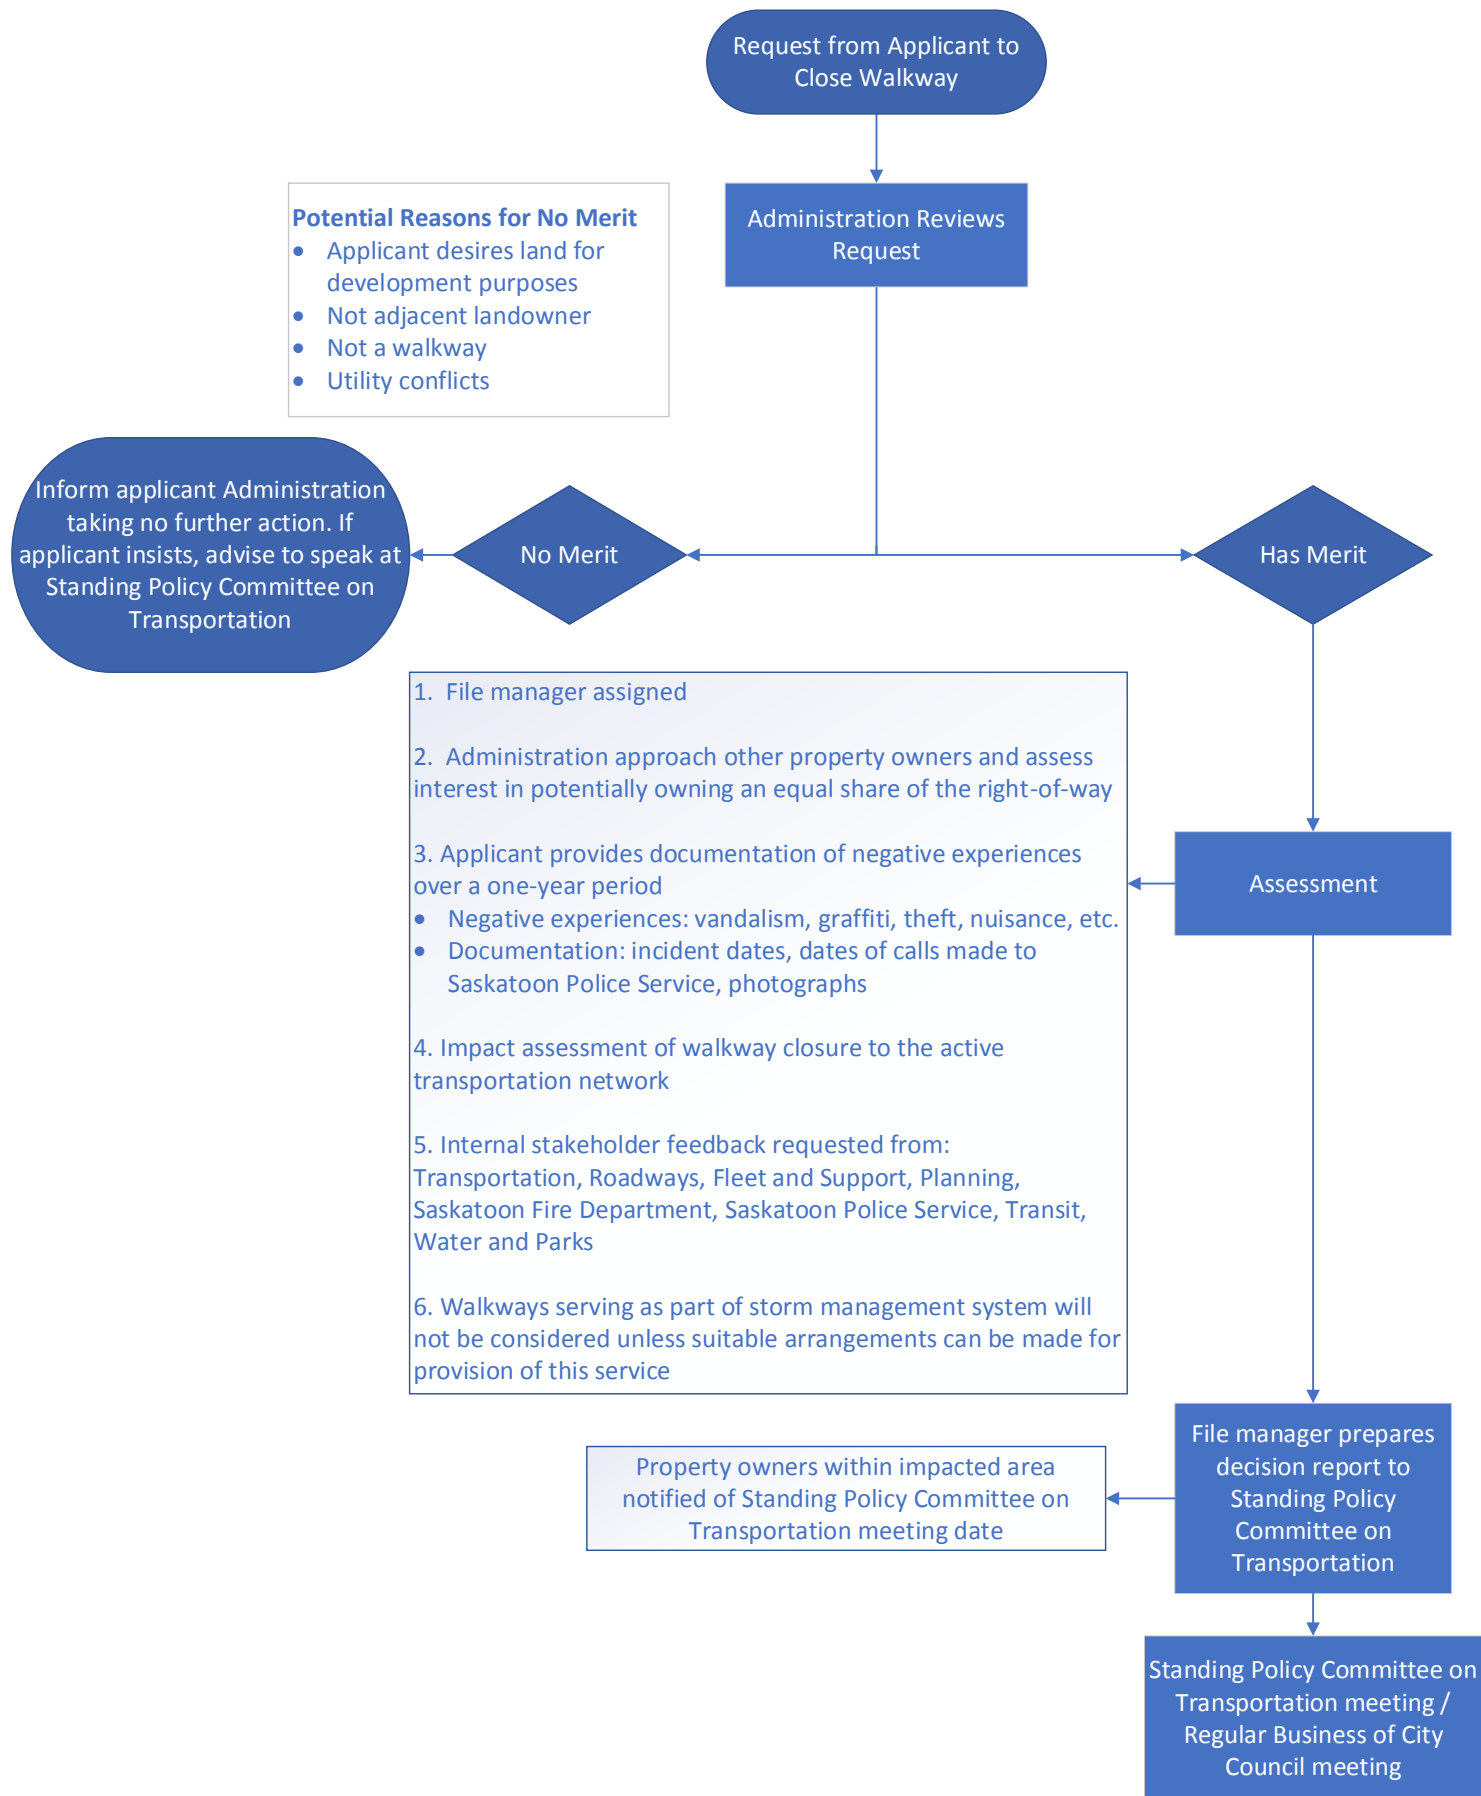 Request from Applicant to
Close Walkway
Administration Reviews
Request
Potential Reasons for No Merit
• Applicant desires land for
development purposes
• Not adjacent landowner
• Not a walkway
• Utility conflicts
Inform applicant Administration
taking no further action. If
applicant insists, advise to speak at
Standing Policy Committee on
Transportation
No Merit
Has Merit
1. File manager assigned
2. Administration approach other property owners and assess
interest in potentially owning an equal share of the right-of-way
3. Applicant provides documentation of negative experiences
over a one-year period
• Negative experiences: vandalism, graffiti, theft, nuisance, etc.
• Documentation: incident dates, dates of calls made to
Saskatoon Police Service, photographs
4. Impact assessment of walkway closure to the active
transportation network
5. Internal stakeholder feedback requested from:
Transportation, Roadways, Fleet and Support, Planning,
Saskatoon Fire Department, Saskatoon Police Service, Transit,
Water and Parks
6. Walkways serving as part of storm management system will
not be considered unless suitable arrangements can be made for
provision of this service
Assessment
File manager prepares
decision report to
Standing Policy
Committee on
Transportation
Property owners within impacted area
notified of Standing Policy Committee on
Transportation meeting date
Standing Policy Committee on
Transportation meeting /
Regular Business of City
Council meeting